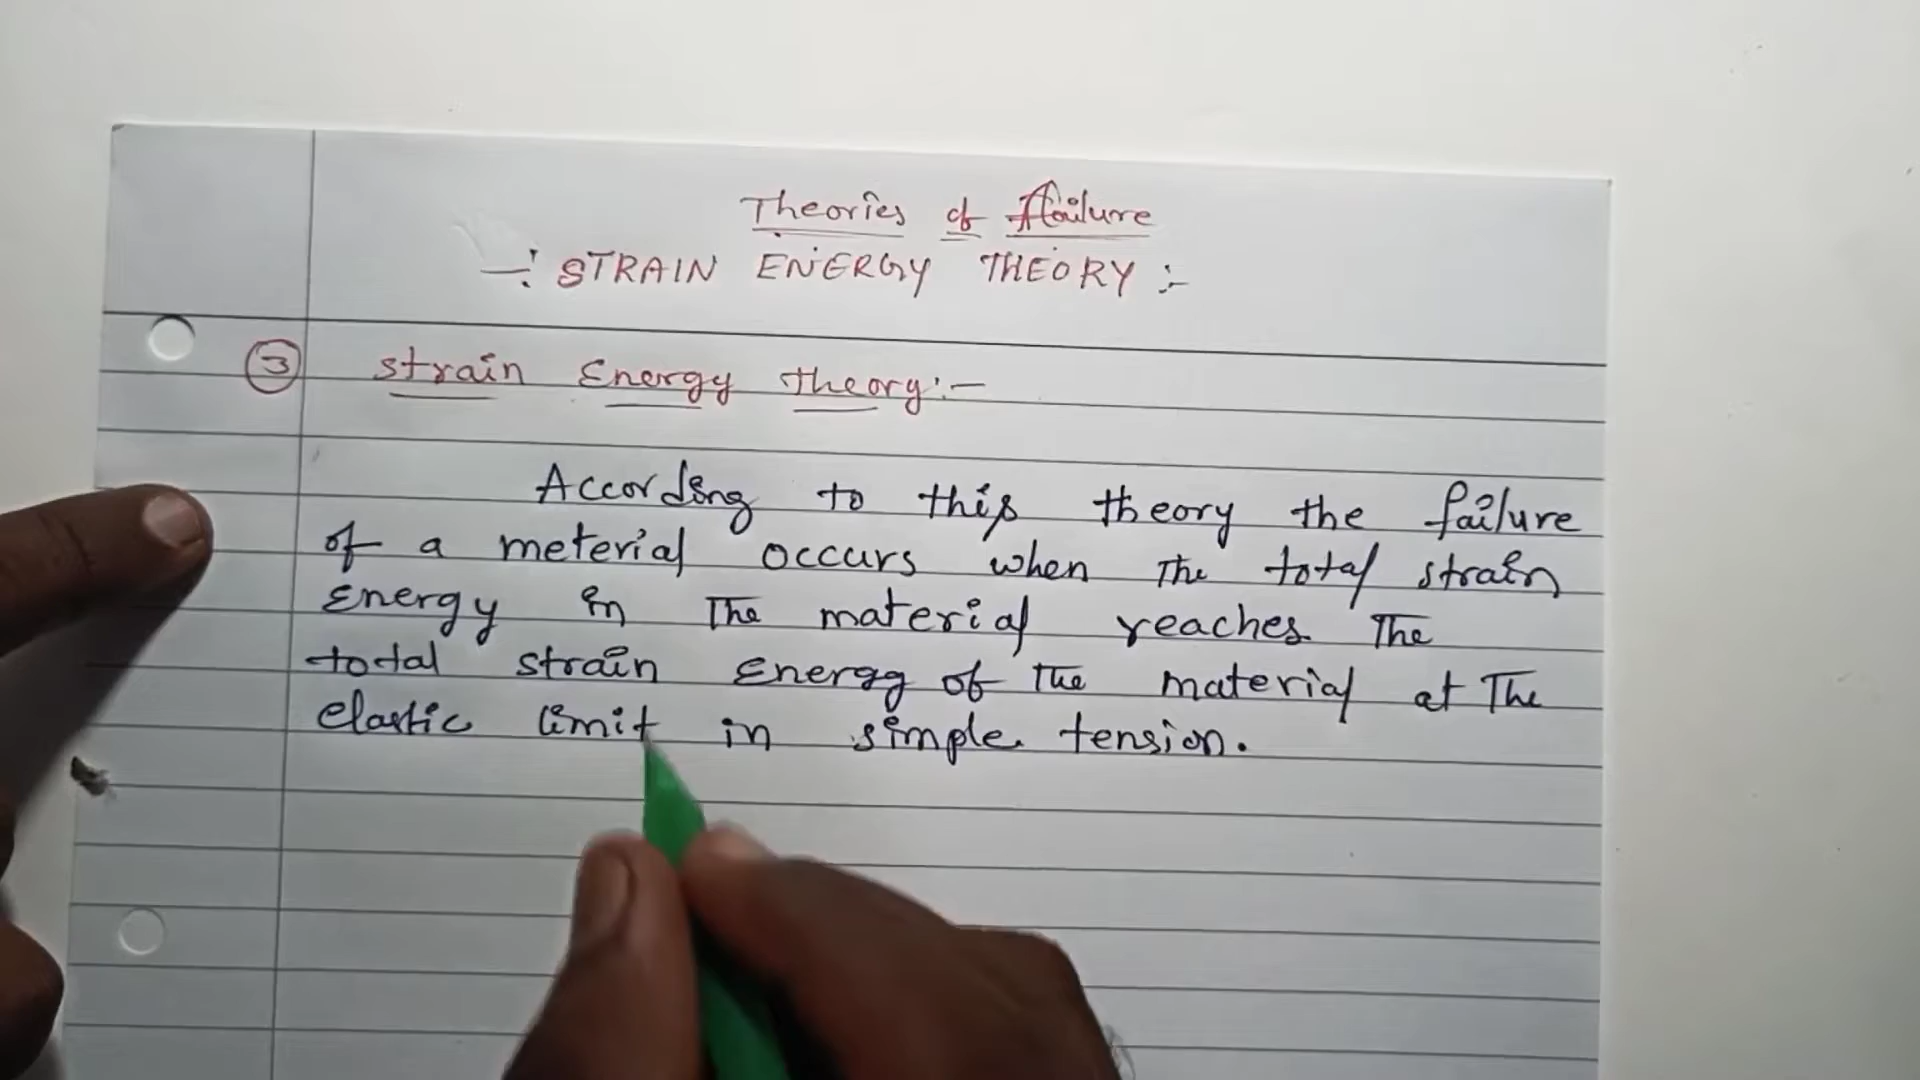 Theories of failure
-: STRAIN ENERGY THEORY :-
3 strain Energy theory:-
According to this theory the failure
of a meterial occurs when The total strain
Energy in The material reaches The
total strain Energy of The material at The
elastic limit in simple tension.